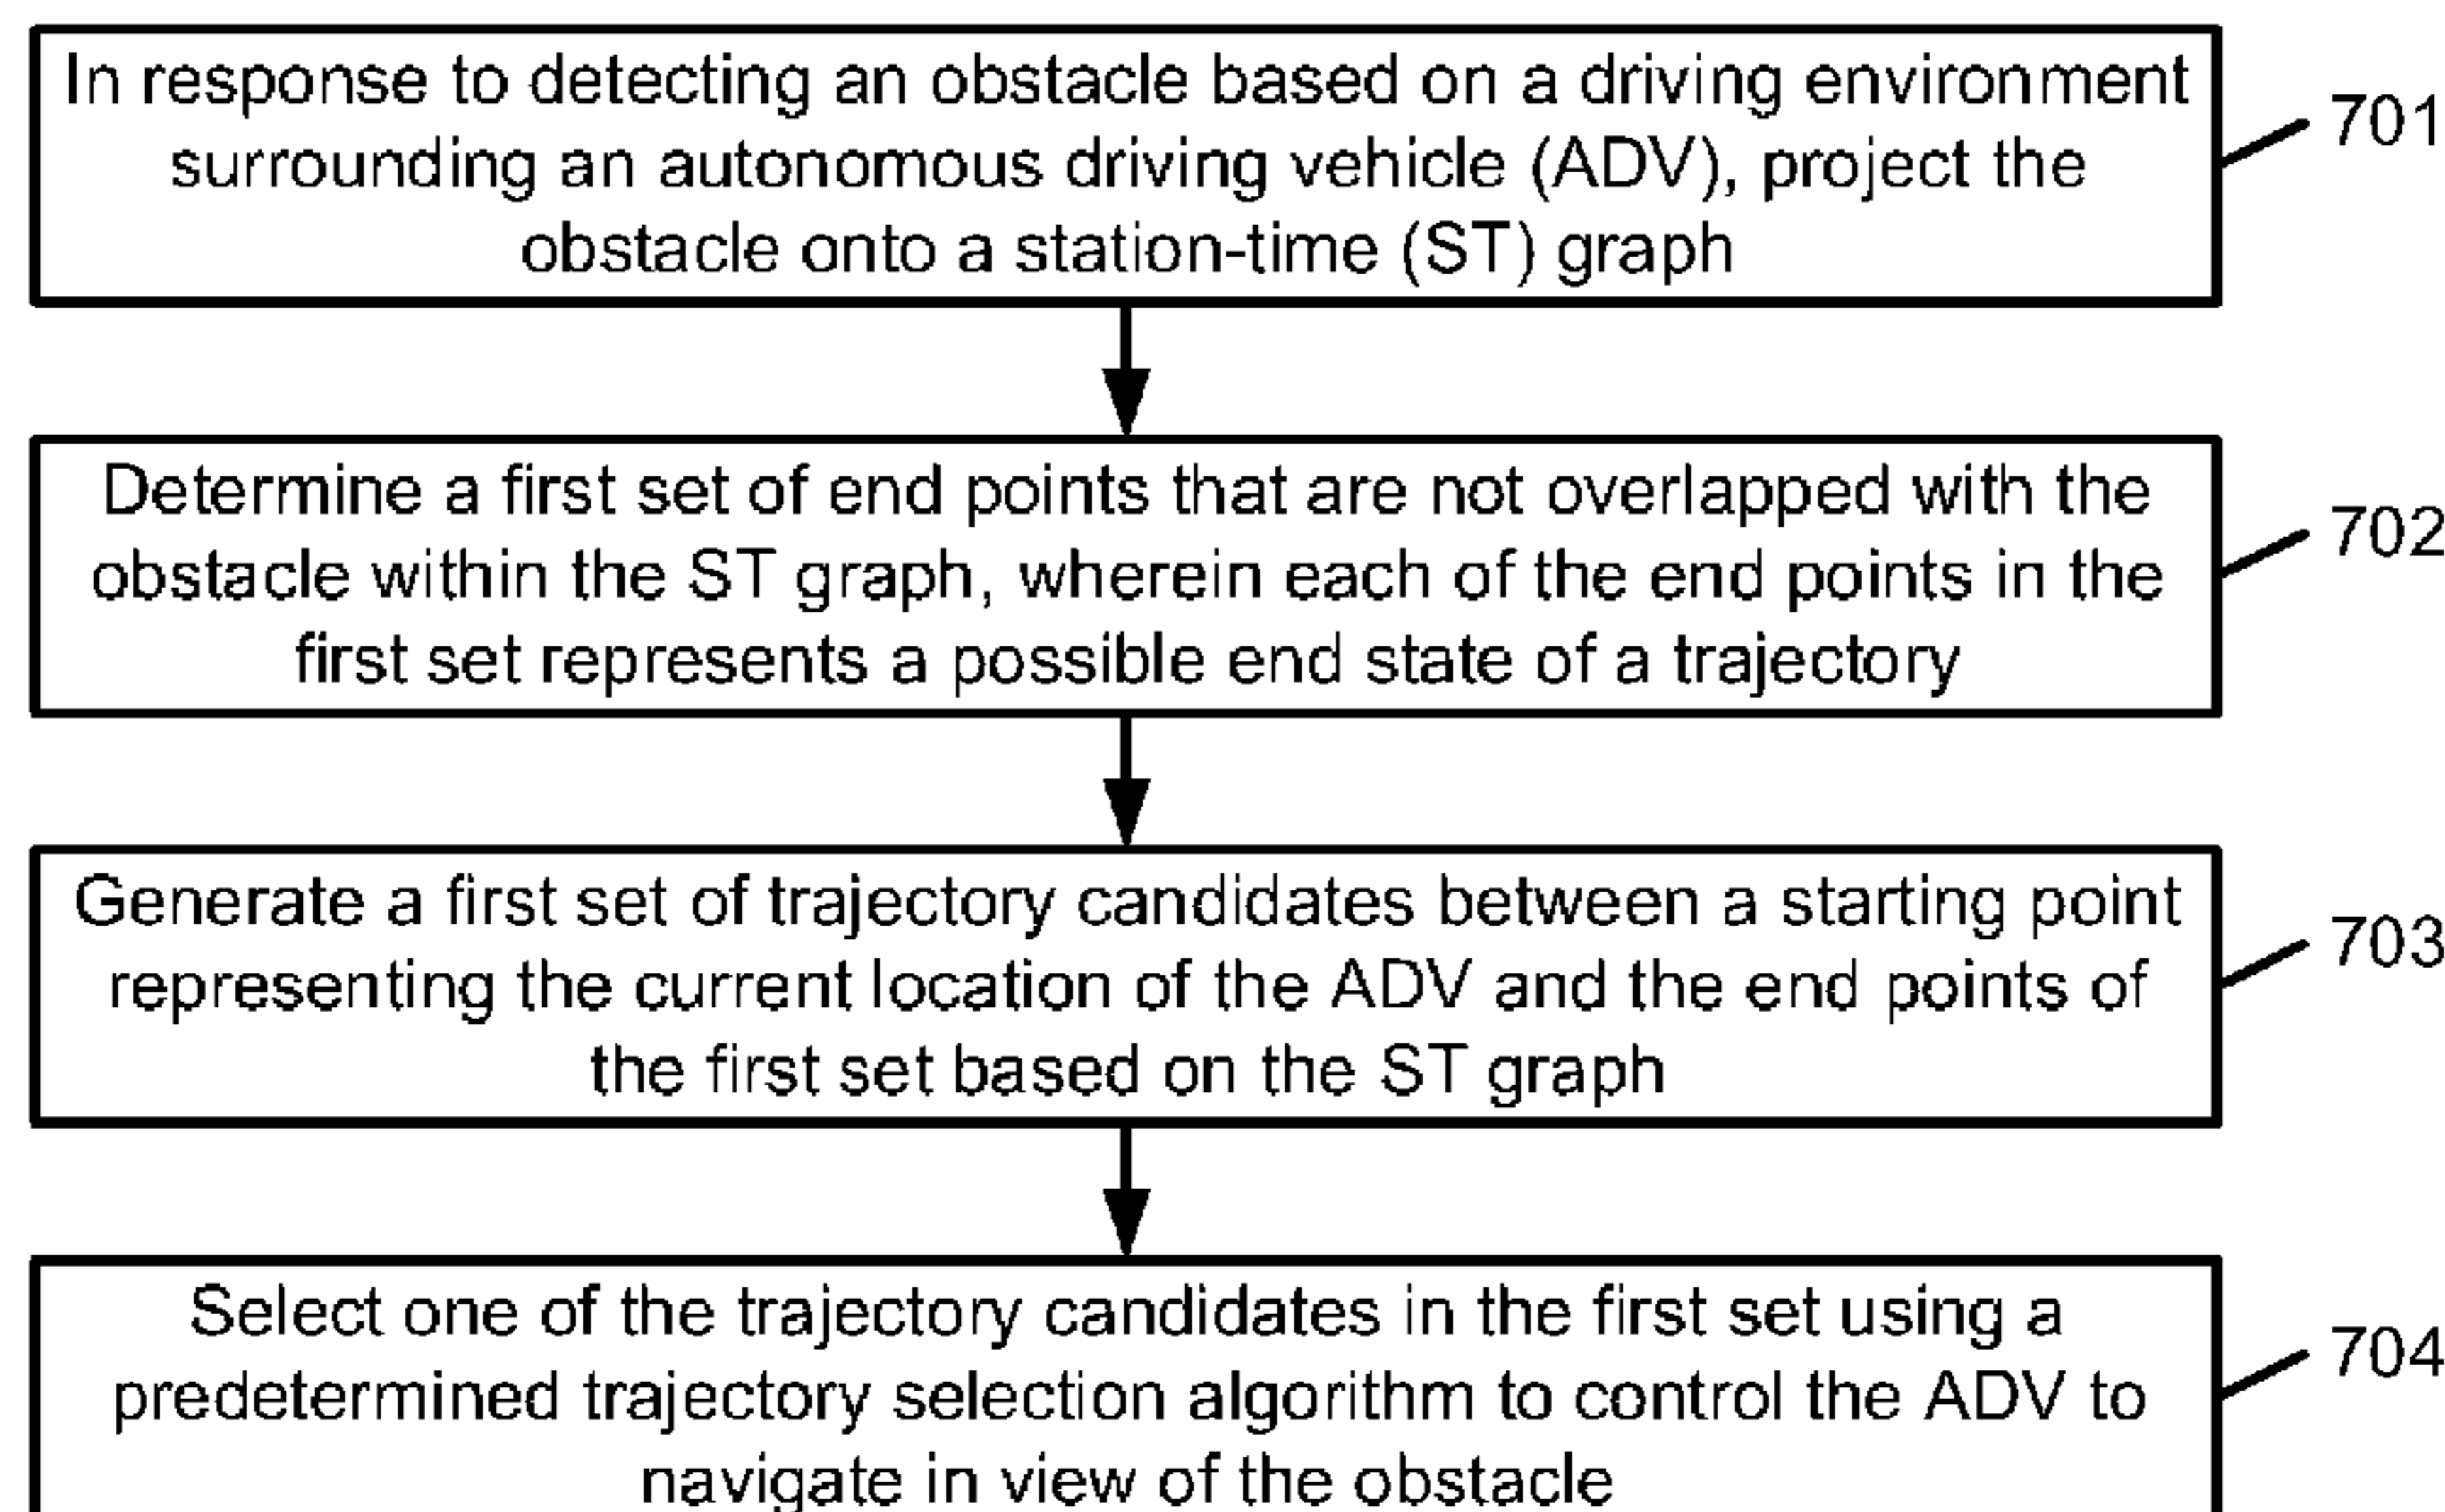 In response to detecting an obstacle based on a driving environment
surrounding an autonomous driving vehicle (ADV), project the
obstacle onto a station-time (ST) graph
701
Determine a first set of end points that are not overlapped with the
obstacle within the ST graph, wherein each of the end points in the
first set represents a possible end state of a trajectory
702
Generate a first set of trajectory candidates between a starting point
representing the current location of the ADV and the end points of
the first set based on the ST graph
703
Select one of the trajectory candidates in the first set using a
predetermined trajectory selection algorithm to control the ADV to
navigate in view of the obstacle
704